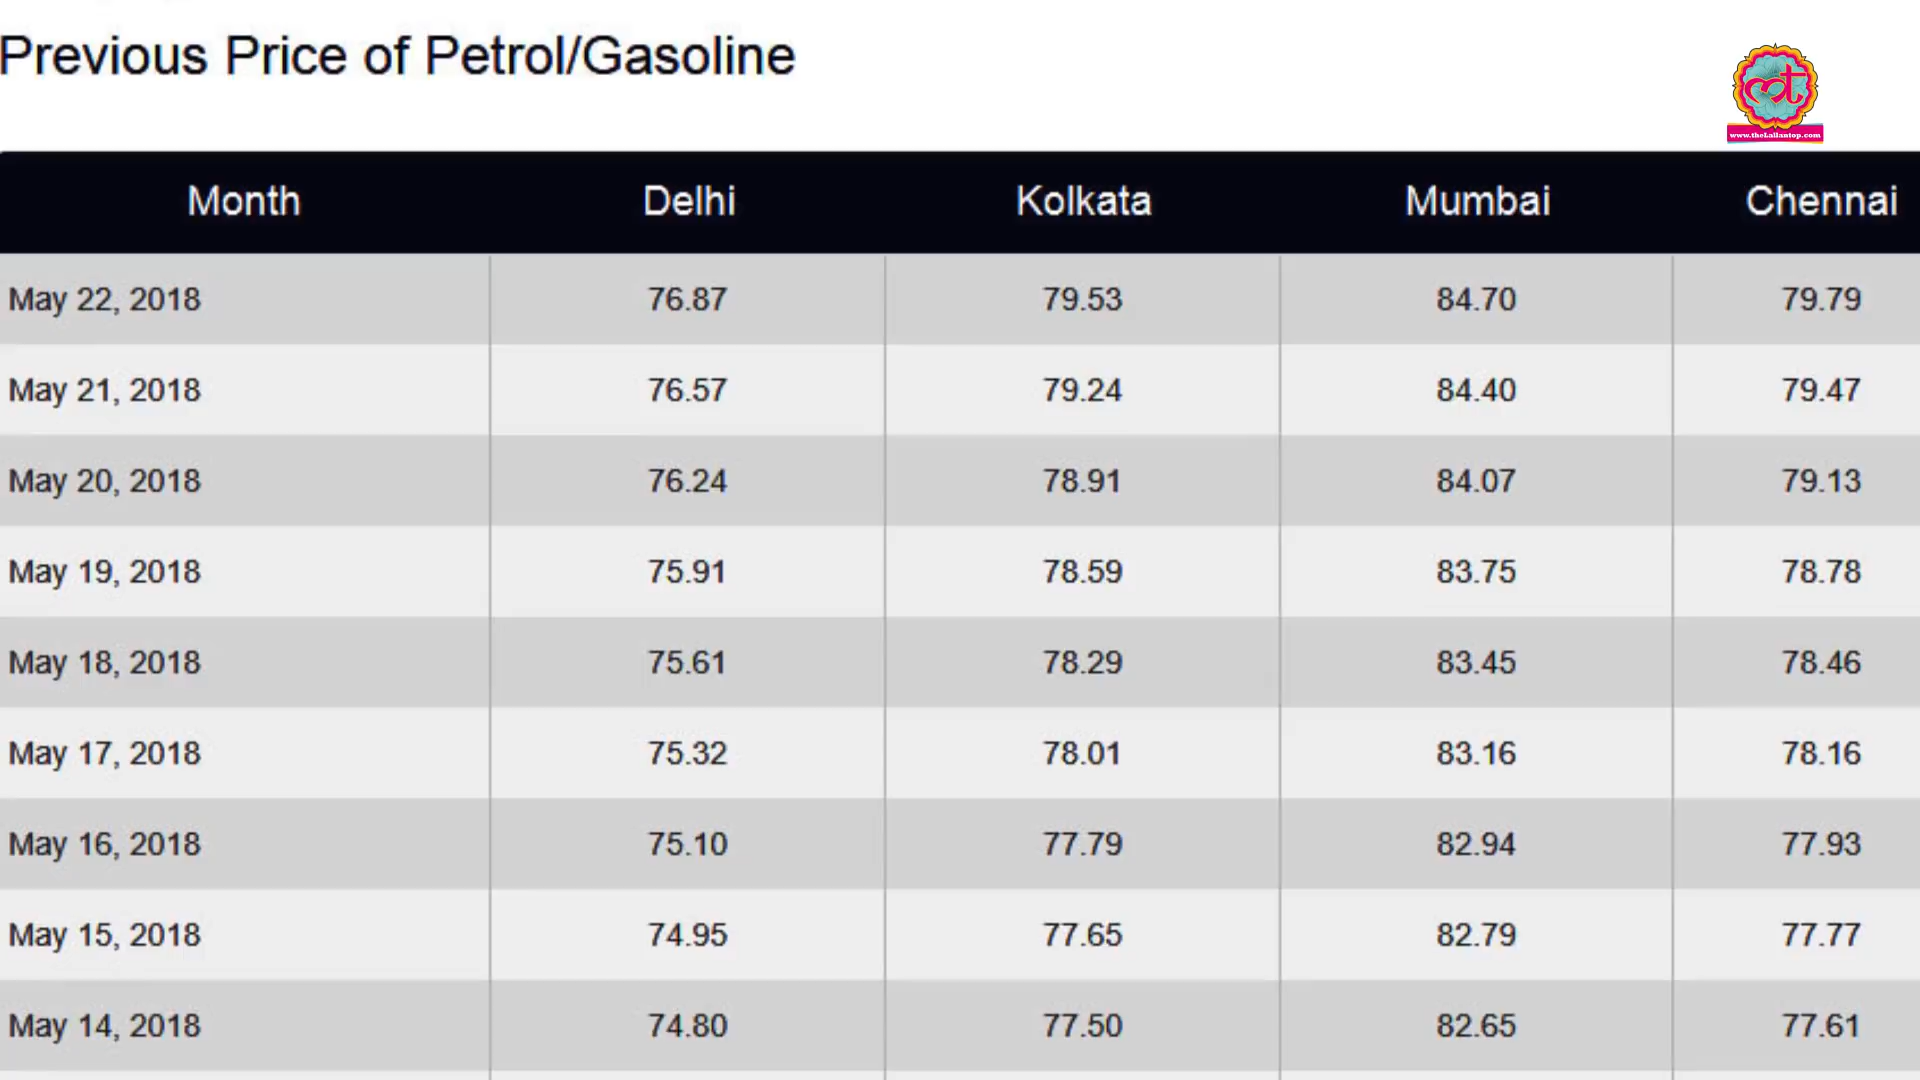 Previous Price of Petrol/Gasoline
लt
www.theLallantop.com
Month Delhi Kolkata Mumbai Chennai
May 22, 2018 76.87 79.53 84.70 79.79
May 21, 2018 76.57 79.24 84.40 79.47
May 20, 2018 76.24 78.91 84.07 79.13
May 19, 2018 75.91 78.59 83.75 78.78
May 18, 2018 75.61 78.29 83.45 78.46
May 17, 2018 75.32 78.01 83.16 78.16
May 16, 2018 75.10 77.79 82.94 77.93
May 15, 2018 74.95 77.65 82.79 77.77
May 14, 2018 74.80 77.50 82.65 77.61